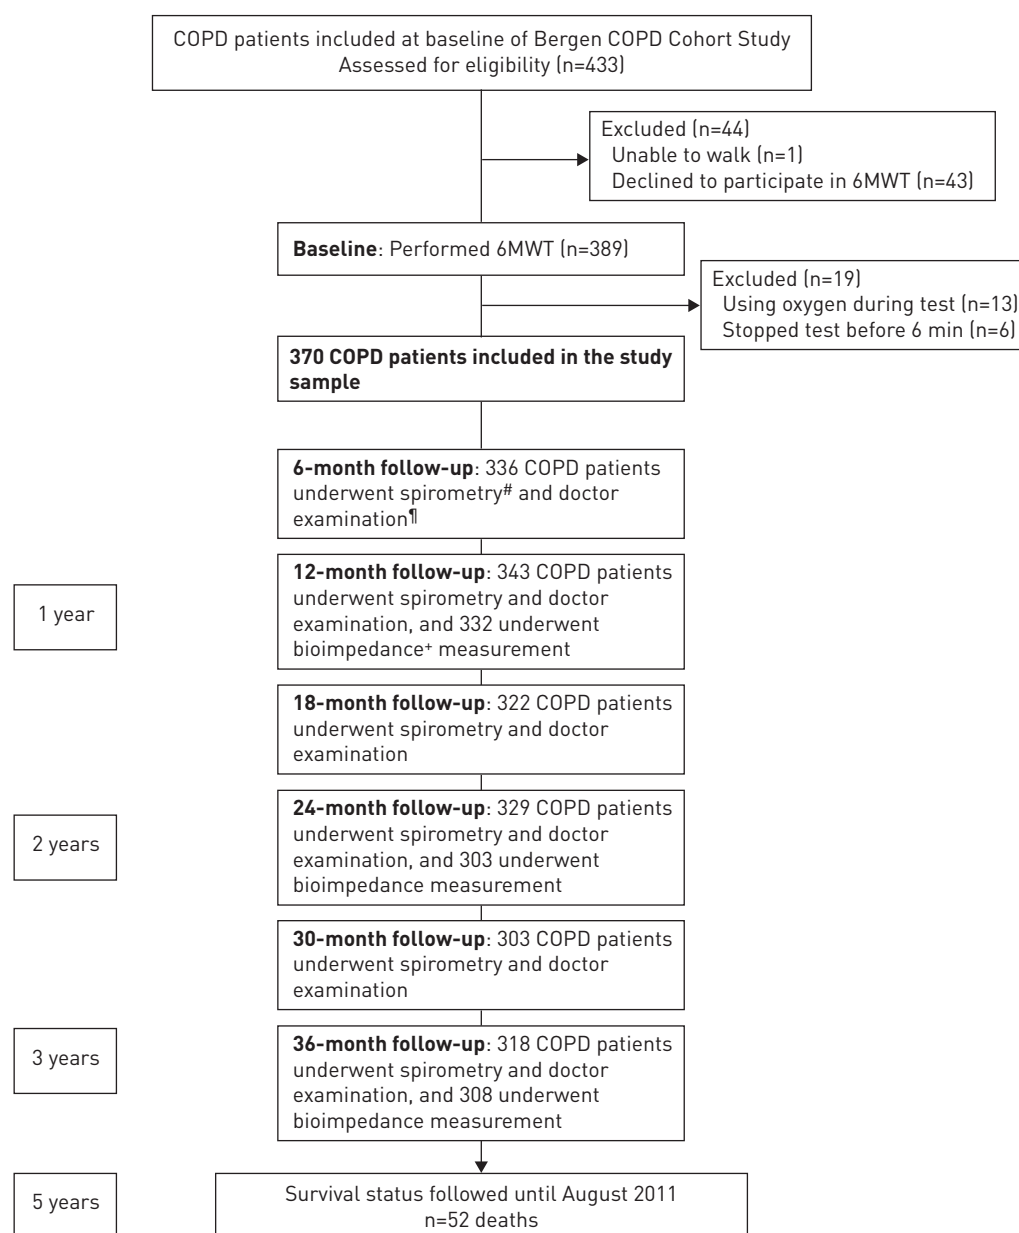 COPD patients included at baseline of Bergen COPD Cohort Study
Assessed for eligibility (n=433)
Excluded (n=44)
Unable to walk (n=1)
Declined to participate in 6MWT (n=43)
Baseline: Performed 6MWT (n=389)
Excluded (n=19)
Using oxygen during test (n=13)
Stopped test before 6 min (n=6)
370 COPD patients included in the study
sample
6-month follow-up: 336 COPD patients
underwent spirometry# and doctor
examination¶
1 year
12-month follow-up: 343 COPD patients
underwent spirometry and doctor
examination, and 332 underwent
bioimpedance+ measurement
18-month follow-up: 322 COPD patients
underwent spirometry and doctor
examination
2 years
24-month follow-up: 329 COPD patients
underwent spirometry and doctor
examination, and 303 underwent
bioimpedance measurement
30-month follow-up: 303 COPD patients
underwent spirometry and doctor
examination
3 years
36-month follow-up: 318 COPD patients
underwent spirometry and doctor
examination, and 308 underwent
bioimpedance measurement
5 years
Survival status followed until August 2011
n=52 deaths